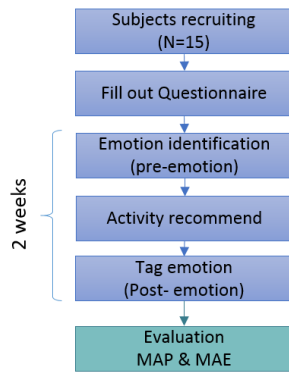 Subjects recruiting
(N=15)
Fill out Questionnaire
2 weeks
Emotion identification
(pre-emotion)
Activity recommend
Tag emotion
(Post- emotion)
Evaluation
MAP & MAE